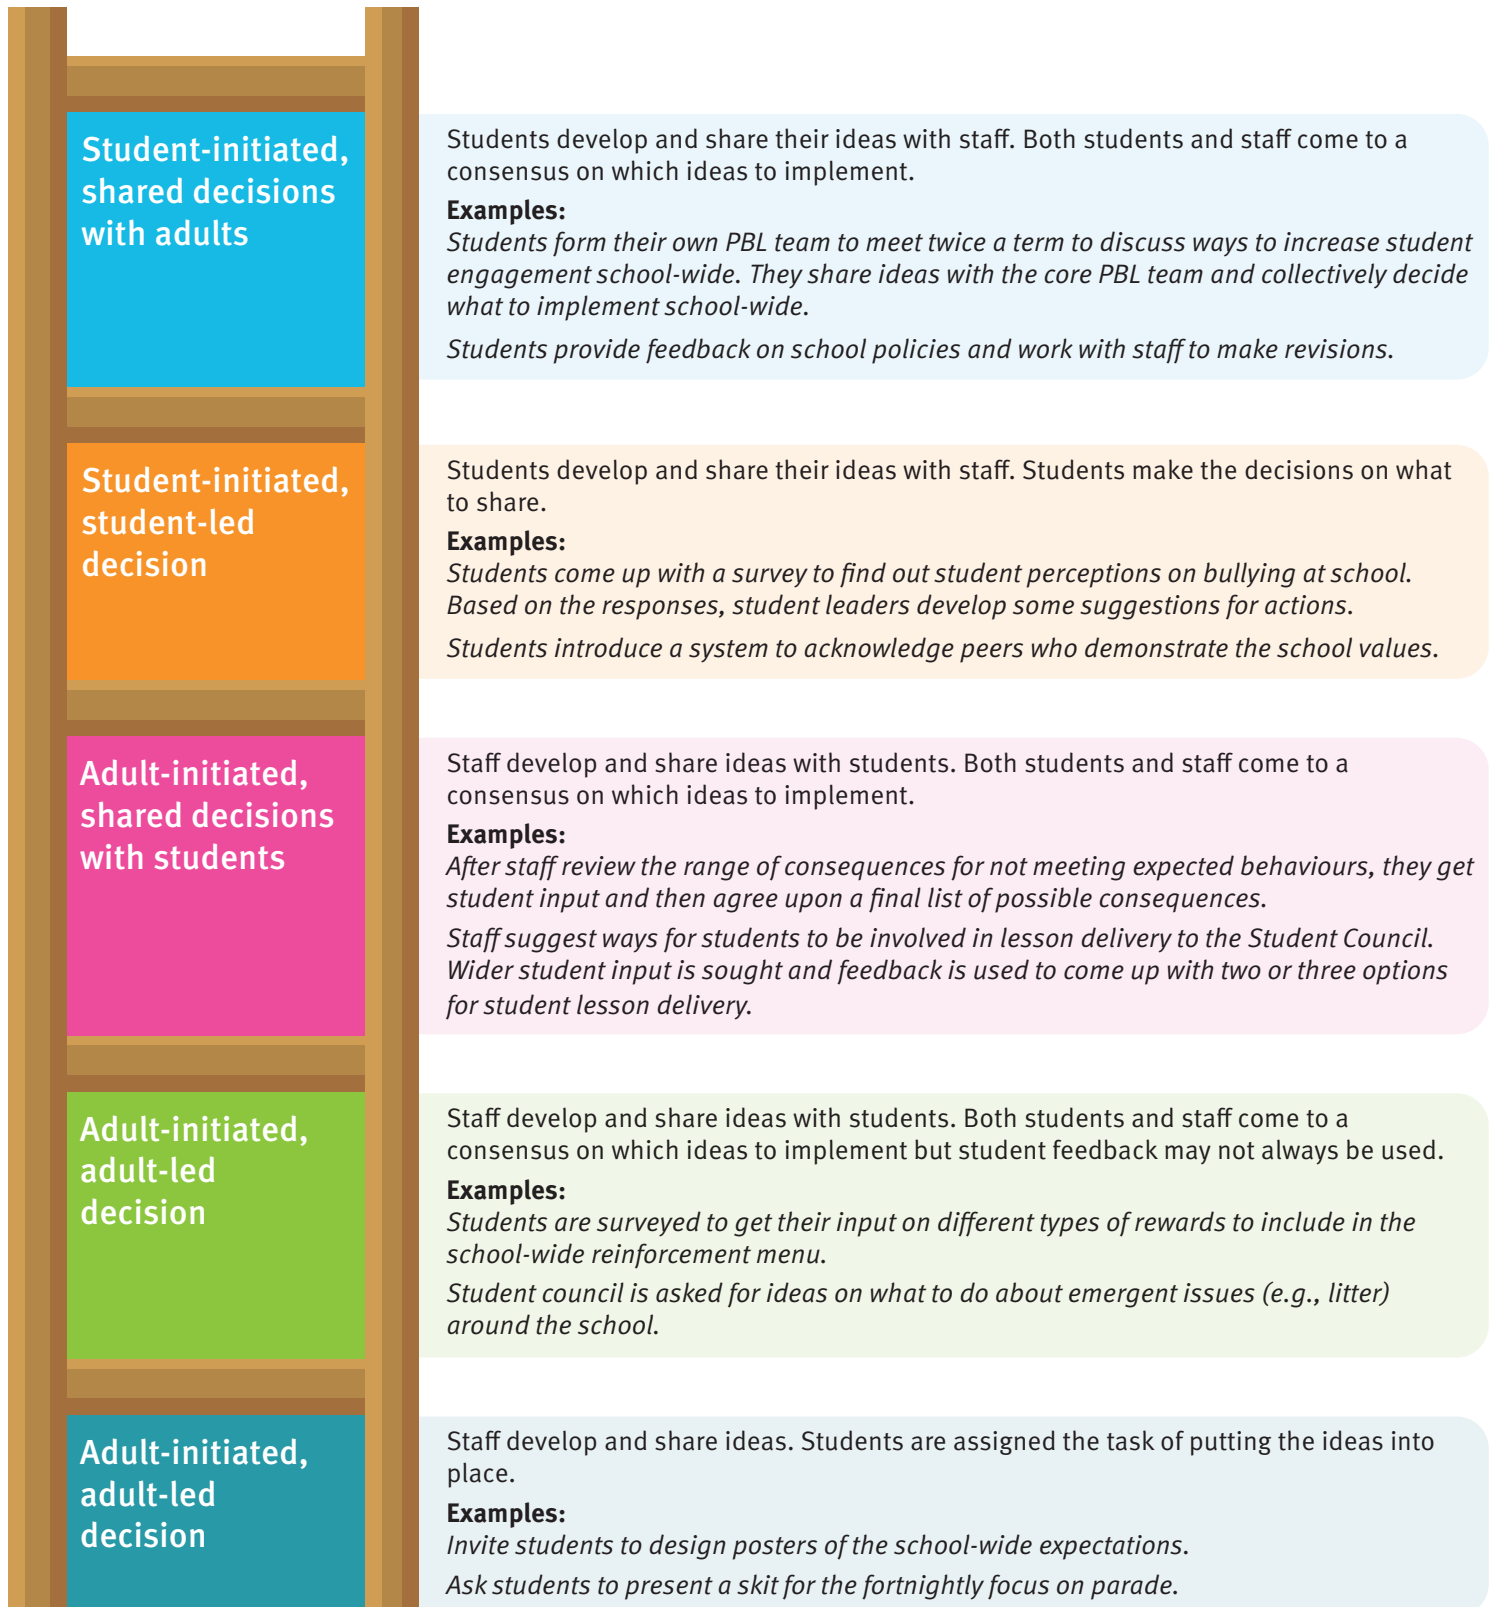 Student-initiated,
shared decisions
with adults
Students develop and share their ideas with staff. Both students and staff come to a
consensus on which ideas to implement.
Examples:
Students form their own PBL team to meet twice a term to discuss ways to increase student
engagement school-wide. They share ideas with the core PBL team and collectively decide
what to implement school-wide.
Students provide feedback on school policies and work with staff to make revisions.
Student-initiated,
student-led
decision
Students develop and share their ideas with staff. Students make the decisions on what
to share.
Examples:
Students come up with a survey to find out student perceptions on bullying at school.
Based on the responses, student leaders develop some suggestions for actions.
Students introduce a system to acknowledge peers who demonstrate the school values.
Adult-initiated,
shared decisions
with students
Staff develop and share ideas with students. Both students and staff come to a
consensus on which ideas to implement.
Examples:
After staff review the range of consequences for not meeting expected behaviours, they get
student input and then agree upon a final list of possible consequences.
Staff suggest ways for students to be involved in lesson delivery to the Student Council.
Wider student input is sought and feedback is used to come up with two or three options
for student lesson delivery.
Adult-initiated,
adult-led
decision
Staff develop and share ideas with students. Both students and staff come to a
consensus on which ideas to implement but student feedback may not always be used.
Examples:
Students are surveyed to get their input on different types of rewards to include in the
school-wide reinforcement menu.
Student council is asked for ideas on what to do about emergent issues (e.g., litter)
around the school.
Adult-initiated,
adult-led
decision
Staff develop and share ideas. Students are assigned the task of putting the ideas into
place.
Examples:
Invite students to design posters of the school-wide expectations.
Ask students to present a skit for the fortnightly focus on parade.